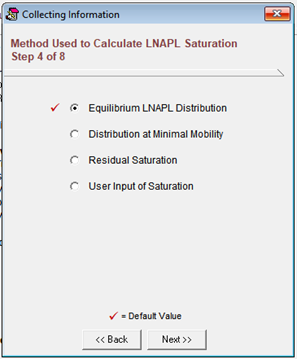 Collecting Information
Method Used to Calculate LNAPL Saturation
Step 4 of 8
Equilibrium LNAPL Distribution
Distribution at Minimal Mobility
Residual Saturation
User Input of Saturation
= Default Value
<< Back Next >>